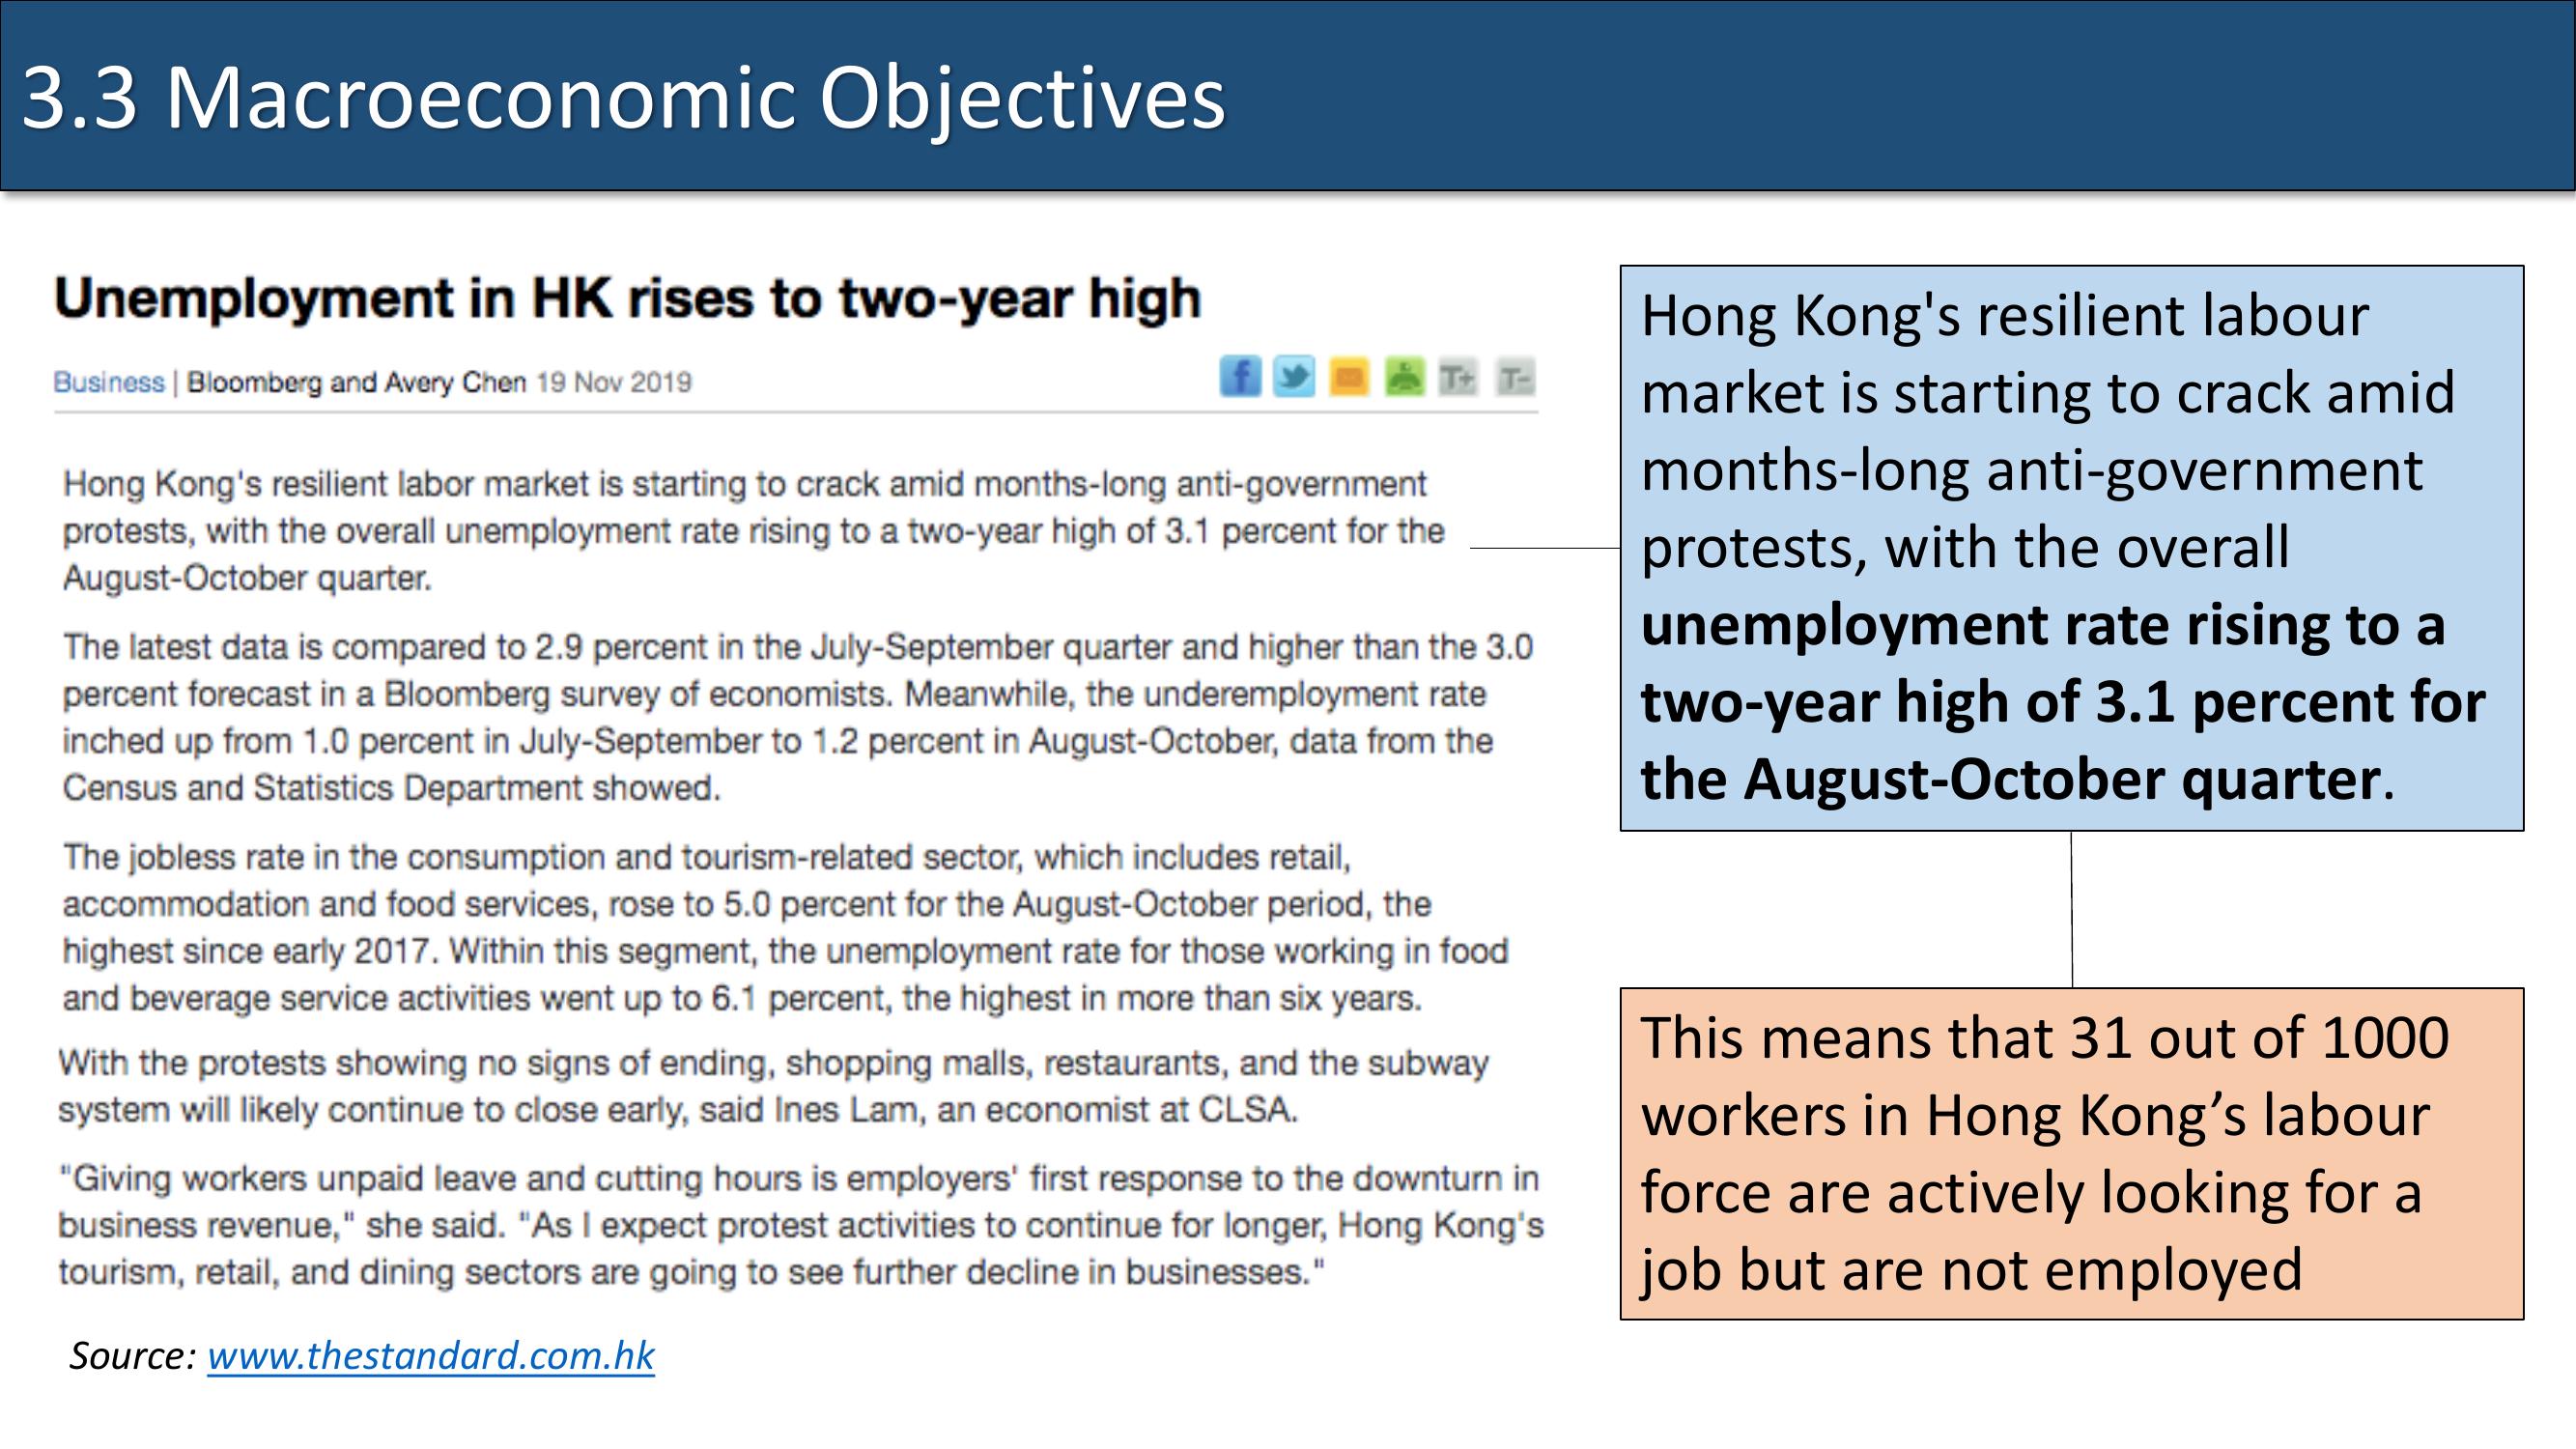 3.3 Macroeconomic Objectives
Unemployment in HK rises to two-year high
Business | Bloomberg and Avery Chen 19 Nov 2019
f T+ T-
Hong Kong's resilient labor market is starting to crack amid months-long anti-government
protests, with the overall unemployment rate rising to a two-year high of 3.1 percent for the
August-October quarter.
The latest data is compared to 2.9 percent in the July-September quarter and higher than the 3.0
percent forecast in a Bloomberg survey of economists. Meanwhile, the underemployment rate
inched up from 1.0 percent in July-September to 1.2 percent in August-October, data from the
Census and Statistics Department showed.
The jobless rate in the consumption and tourism-related sector, which includes retail,
accommodation and food services, rose to 5.0 percent for the August-October period, the
highest since early 2017. Within this segment, the unemployment rate for those working in food
and beverage service activities went up to 6.1 percent, the highest in more than six years.
With the protests showing no signs of ending, shopping malls, restaurants, and the subway
system will likely continue to close early, said Ines Lam, an economist at CLSA.
"Giving workers unpaid leave and cutting hours is employers' first response to the downturn in
business revenue," she said. "As I expect protest activities to continue for longer, Hong Kong's
tourism, retail, and dining sectors are going to see further decline in businesses."
Source: www.thestandard.com.hk
Hong Kong's resilient labour
market is starting to crack amid
months-long anti-government
protests, with the overall
unemployment rate rising to a
two-year high of 3.1 percent for
the August-October quarter.
This means that 31 out of 1000
workers in Hong Kong’s labour
force are actively looking for a
job but are not employed